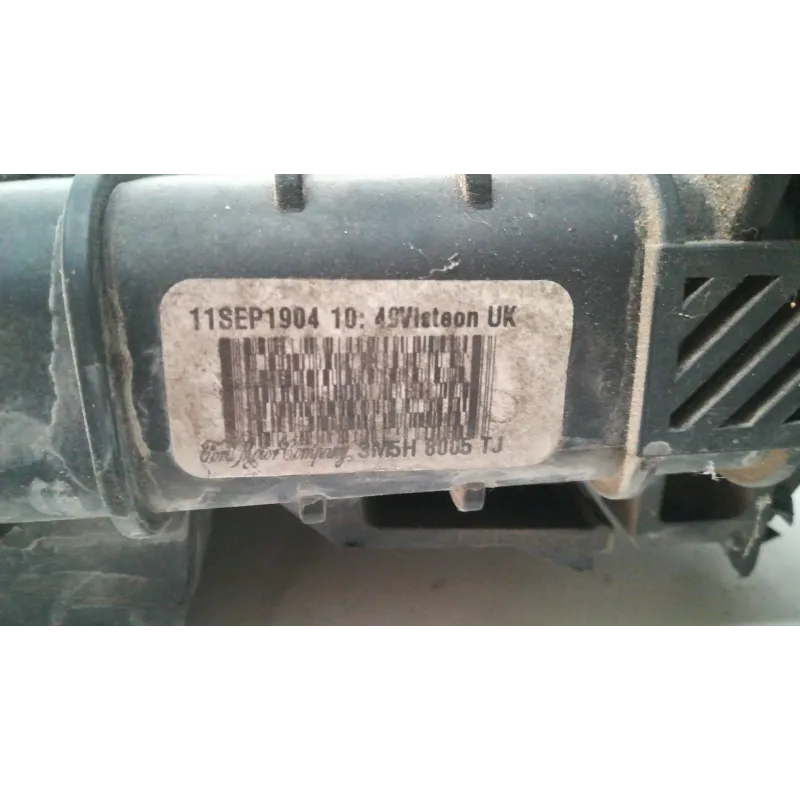 11SEP1904 10: 49Visteon UK
Ford Motor Company, 3M5H 8005 TJ